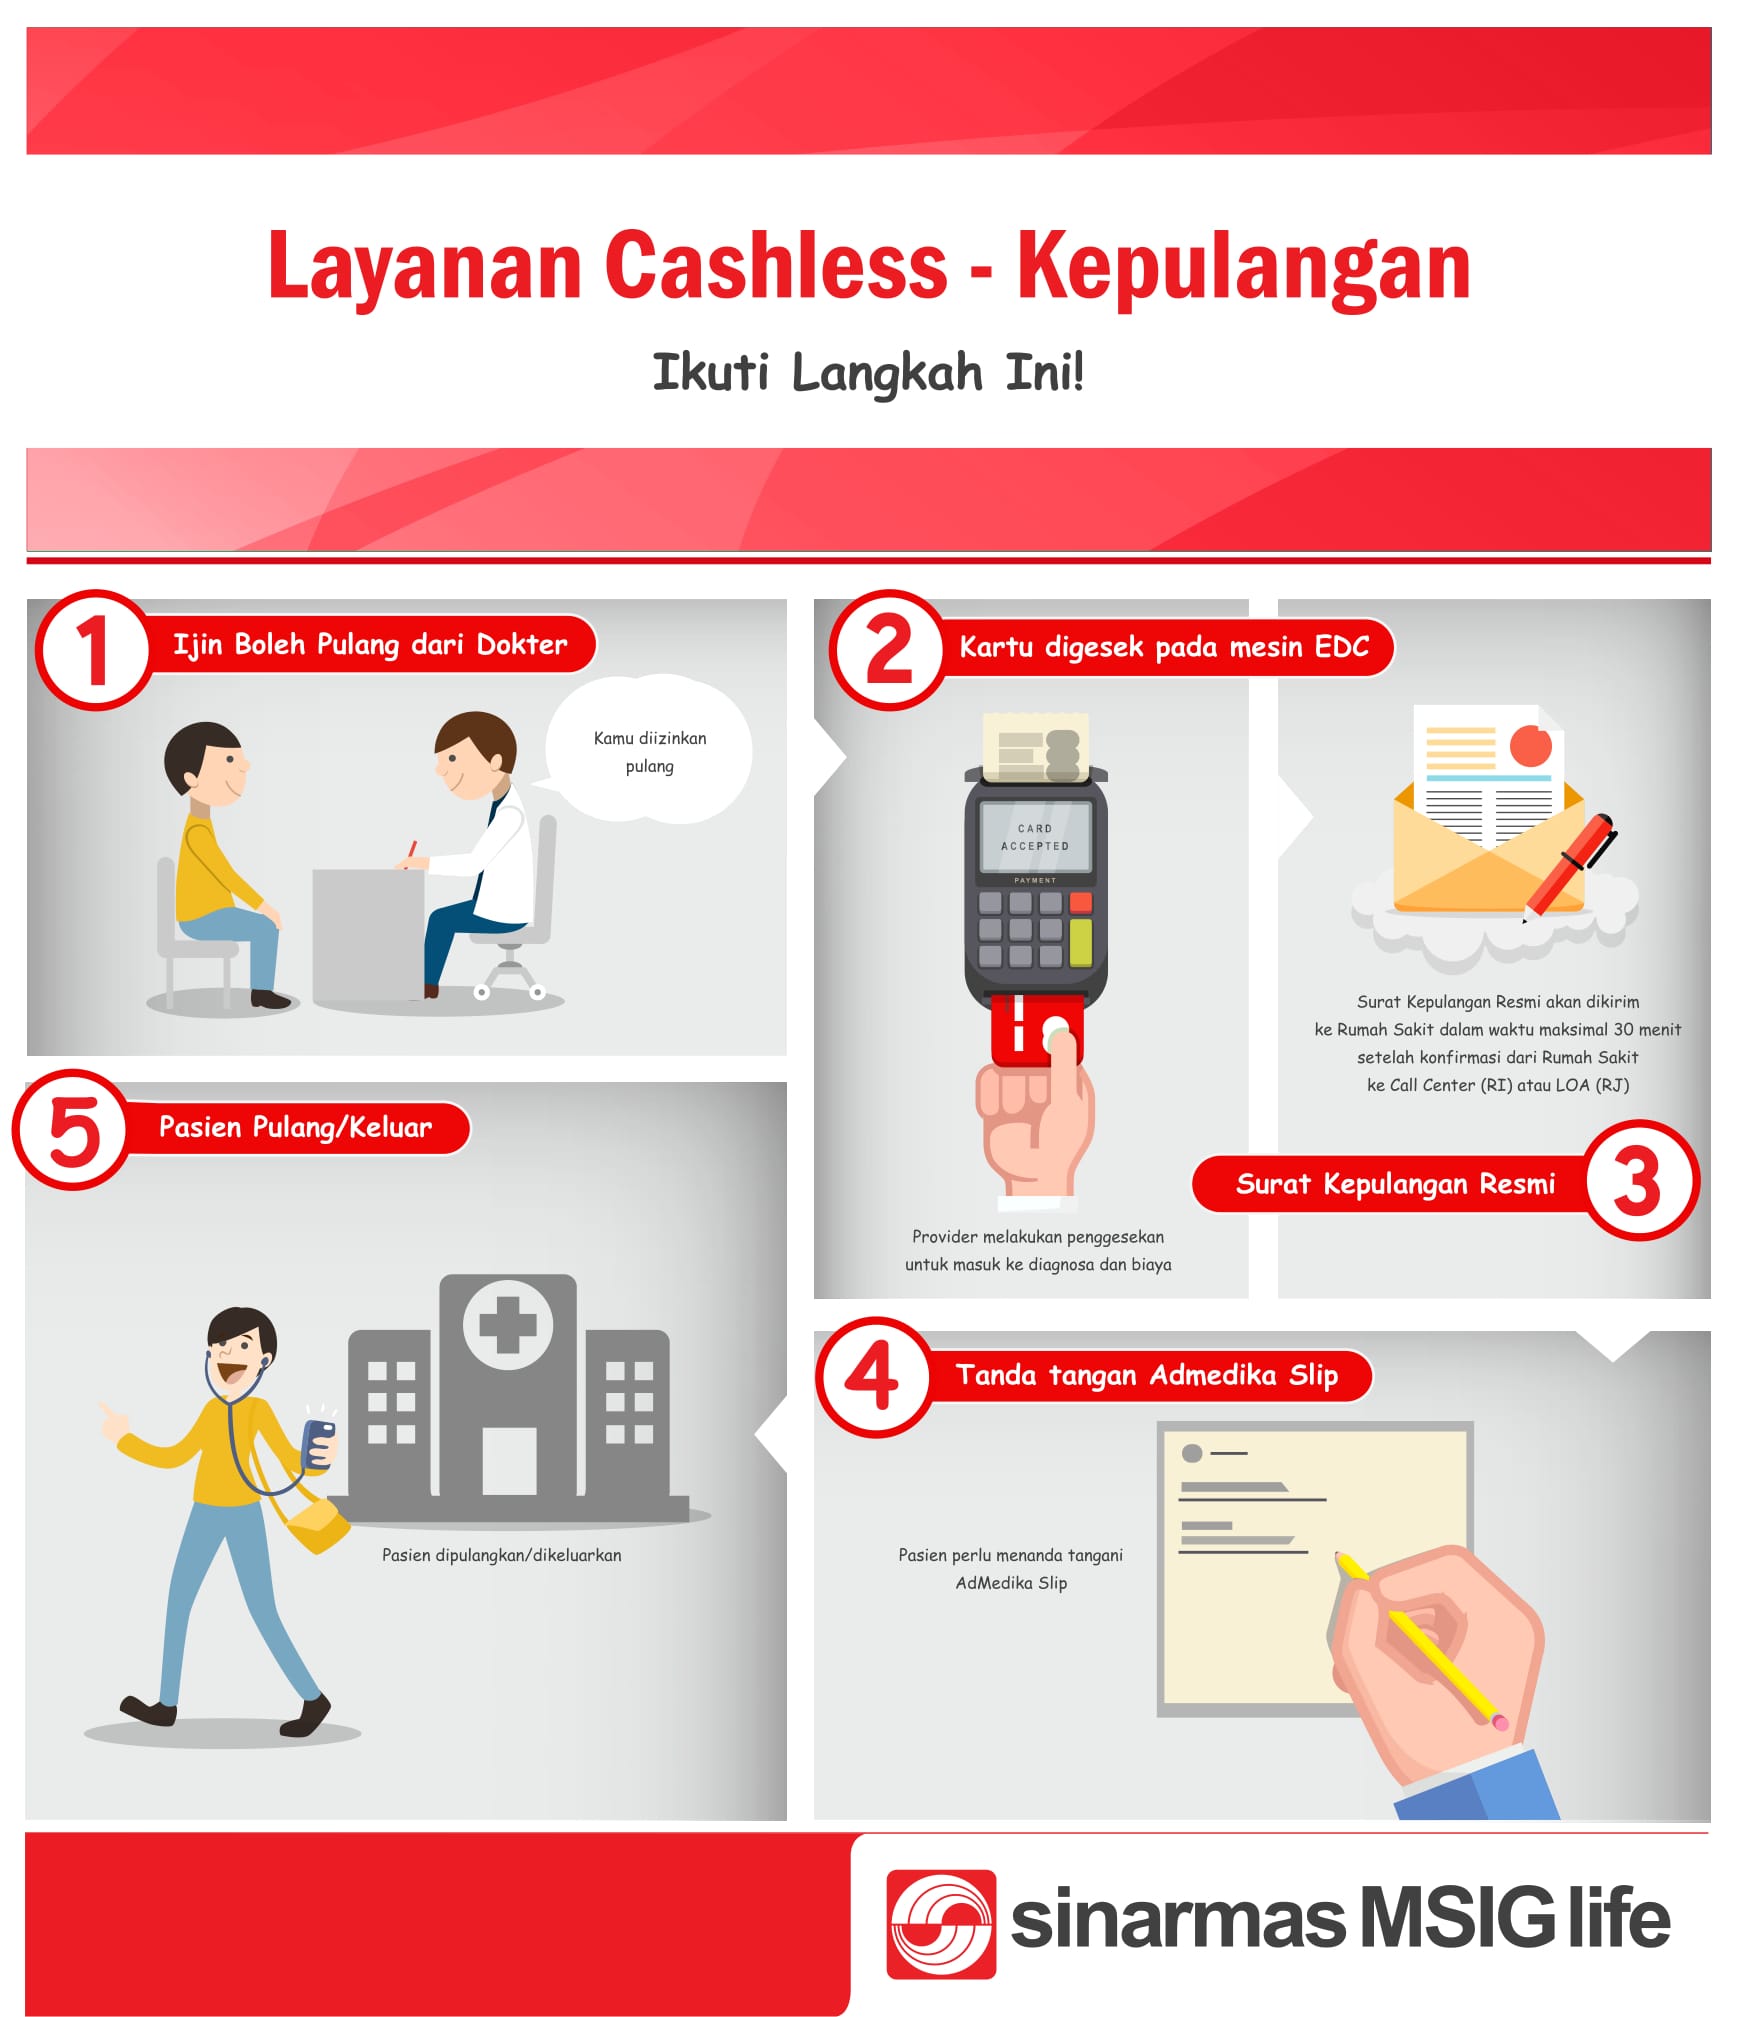 Layanan Cashless - Kepulangan
Ikuti Langkah Ini!
1
Ijin Boleh Pulang dari Dokter
Kamu diizinkan
pulang
2
Kartu digesek pada mesin EDC
CARD
ACCEPTED
PAYMENT
Provider melakukan penggesekan
untuk masuk ke diagnosa dan biaya
Surat Kepulangan Resmi akan dikirim
ke Rumah Sakit dalam waktu maksimal 30 menit
setelah konfirmasi dari Rumah Sakit
ke Call Center (RI) atau LOA (RJ)
Surat Kepulangan Resmi
3
4
Tanda tangan Admedika Slip
Pasien perlu menanda tangani
AdMedika Slip
5
Pasien Pulang/Keluar
Pasien dipulangkan/dikeluarkan
sinarmas MSIG life